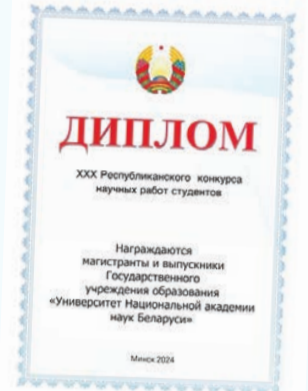 ДИПЛОМ
XXX Республиканского конкурса
научных работ студентов
Награждаются
магистранты и выпускники
Государственного
учреждения образования
«Университет Национальной академии
наук Беларуси»
Минск 2024